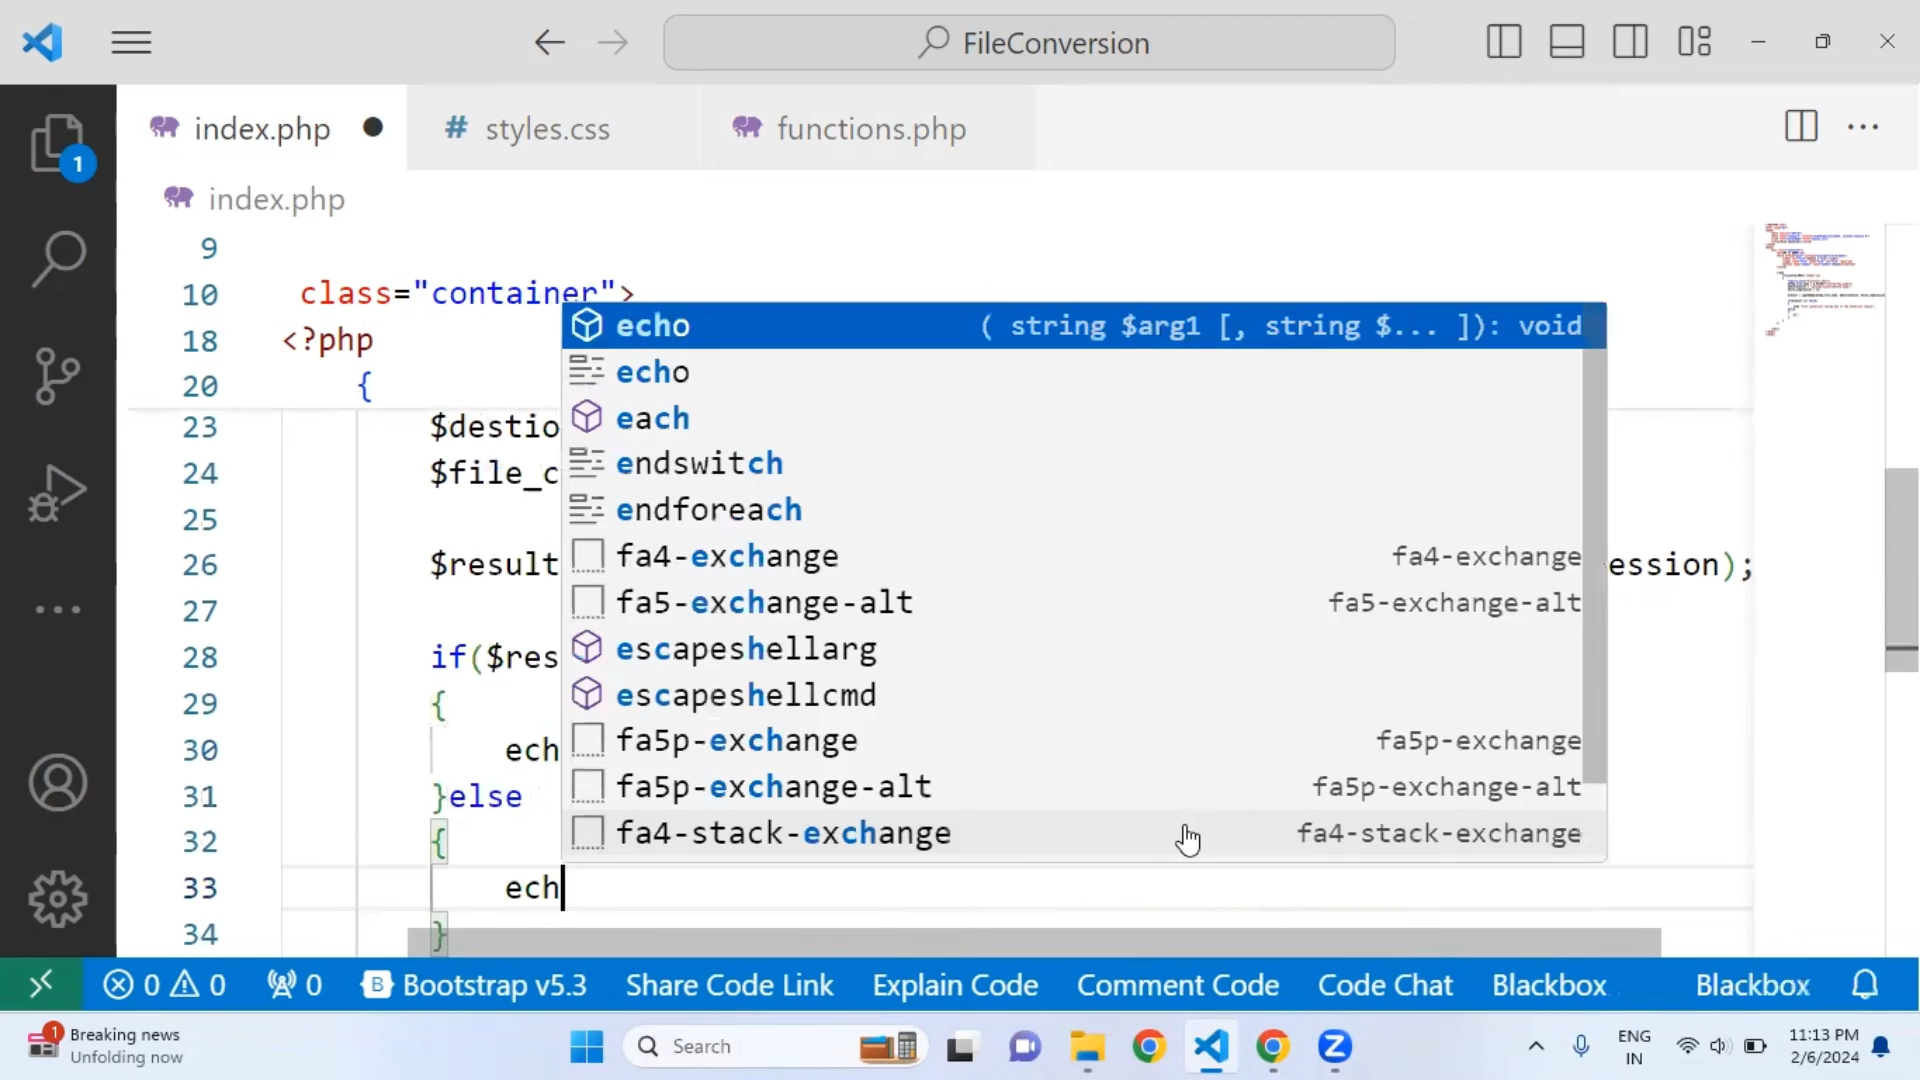 FileConversion
index.php
styles.css
functions.php
1
index.php
9
10 class="container">
18 <?php
20 {
23 $destio
24 $file_c
25
26 $result ession);
27
28 if($res
29 {
30 ech
31 }else
32 {
33 ech
34 }
echo ( string $arg1 [, string $... ]): void
echo
each
endswitch
endforeach
fa4-exchange fa4-exchange
fa5-exchange-alt fa5-exchange-alt
escapeshellarg
escapeshellcmd
fa5p-exchange fa5p-exchange
fa5p-exchange-alt fa5p-exchange-alt
fa4-stack-exchange fa4-stack-exchange
0 0 0 B Bootstrap v5.3 Share Code Link Explain Code Comment Code Code Chat Blackbox Blackbox
1 Breaking news
Unfolding now
Search
Z
ENG
IN
11:13 PM
2/6/2024